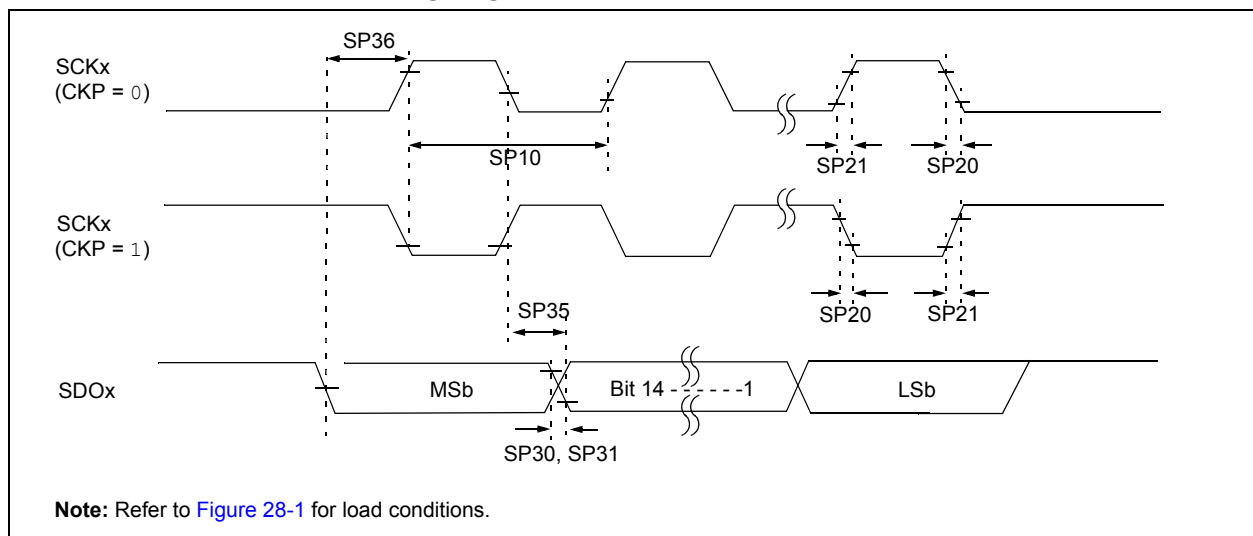 SP36
SCKx
(CKP = 0)
SP10
SP21
SP20
SCKx
(CKP = 1)
SP35
SP20
SP21
SDOx
MSb
Bit 14 - - - - - -1
LSb
SP30, SP31
Note: Refer to Figure 28-1 for load conditions.